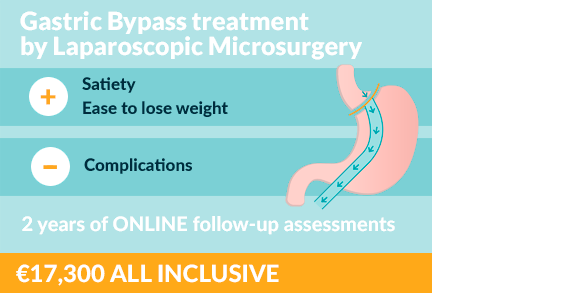 Gastric Bypass treatment
by Laparoscopic Microsurgery
+
Satiety
Ease to lose weight
−
Complications
2 years of ONLINE follow-up assessments
€17,300 ALL INCLUSIVE